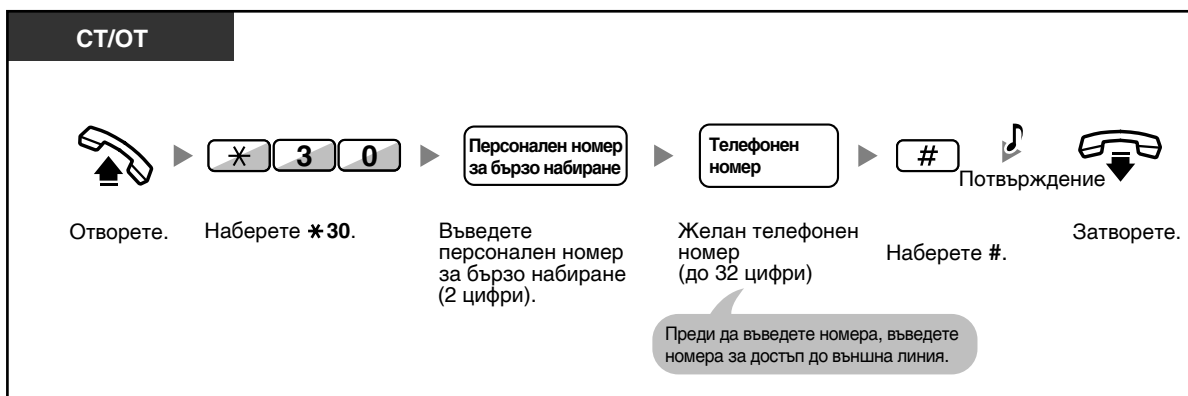 СТ/ОТ
✳ 3 0
Персонален номер
за бързо набиране
Телефонен
номер
#
Потвърждение
Отворете.
Наберете ✳30.
Въведете
персонален номер
за бързо набиране
(2 цифри).
Желан телефонен
номер
(до 32 цифри)
Наберете #.
Затворете.
Преди да въведете номера, въведете
номера за достъп до външна линия.